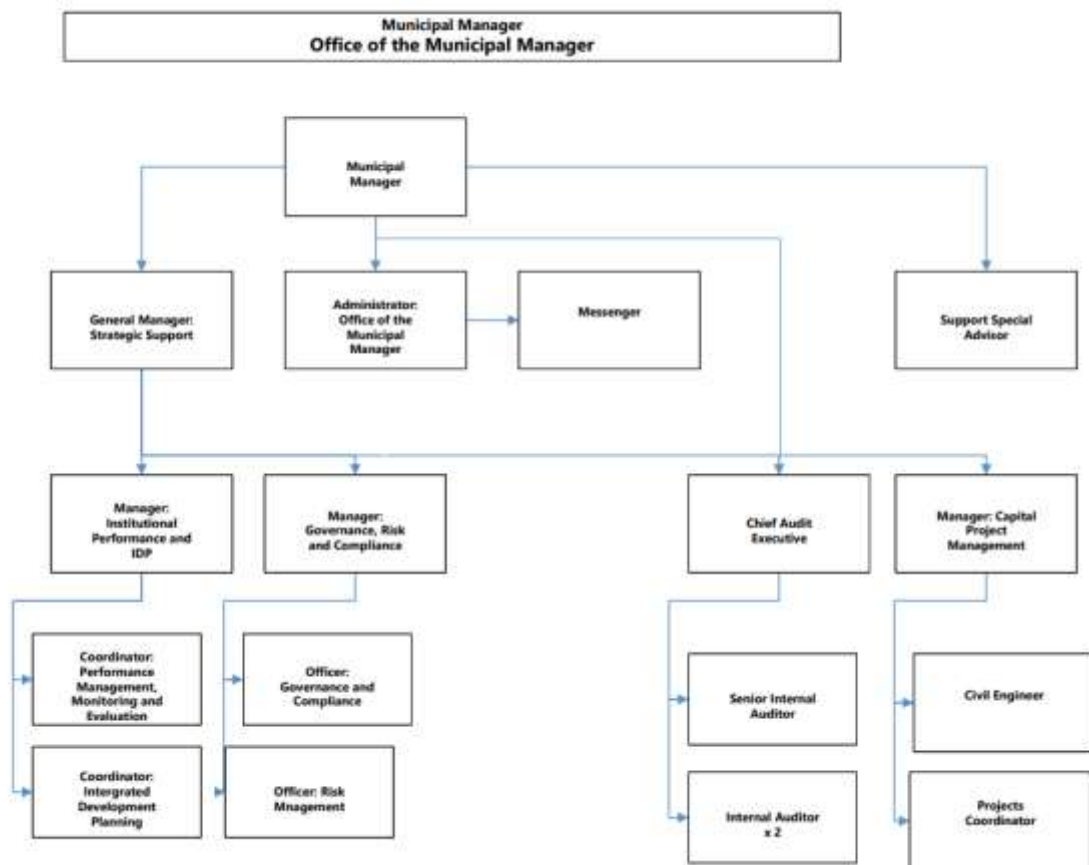 Municipal Manager
Office of the Municipal Manager
Municipal
Manager
General Manager:
Strategic Support
Administrator:
Office of the
Municipal
Manager
Messenger
Support Special
Advisor
Manager:
Institutional
Performance and
IDP
Manager:
Governance, Risk
and Compliance
Chief Audit
Executive
Manager: Capital
Project
Management
Coordinator:
Performance
Management,
Monitoring and
Evaluation
Officer:
Governance and
Compliance
Senior Internal
Auditor
Civil Engineer
Coordinator:
Intergrated
Development
Planning
Officer: Risk
Mnagement
Internal Auditor
x 2
Projects
Coordinator